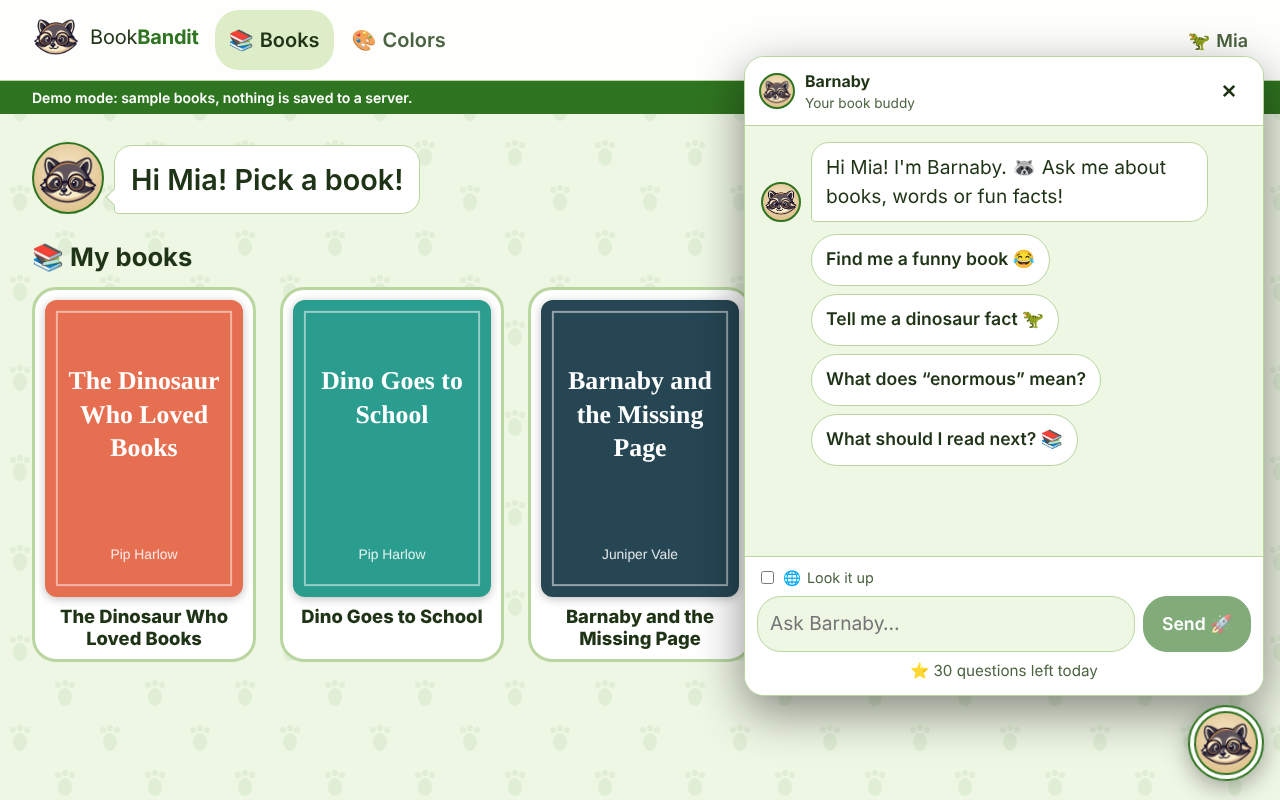 BookBandit
📚 Books
🎨 Colors
🦖 Mia
Demo mode: sample books, nothing is saved to a server.
Hi Mia! Pick a book!
📚 My books
The Dinosaur
Who Loved
Books
Pip Harlow
The Dinosaur Who
Loved Books
Dino Goes to
School
Pip Harlow
Dino Goes to School
Barnaby and
the Missing
Page
Juniper Vale
Barnaby and the
Missing Page
Barnaby
Your book buddy
✕
Hi Mia! I'm Barnaby. 🦝 Ask me about
books, words or fun facts!
Find me a funny book 😂
Tell me a dinosaur fact 🦖
What does “enormous” mean?
What should I read next? 📚
🌐 Look it up
Ask Barnaby...
Send 🚀
⭐ 30 questions left today